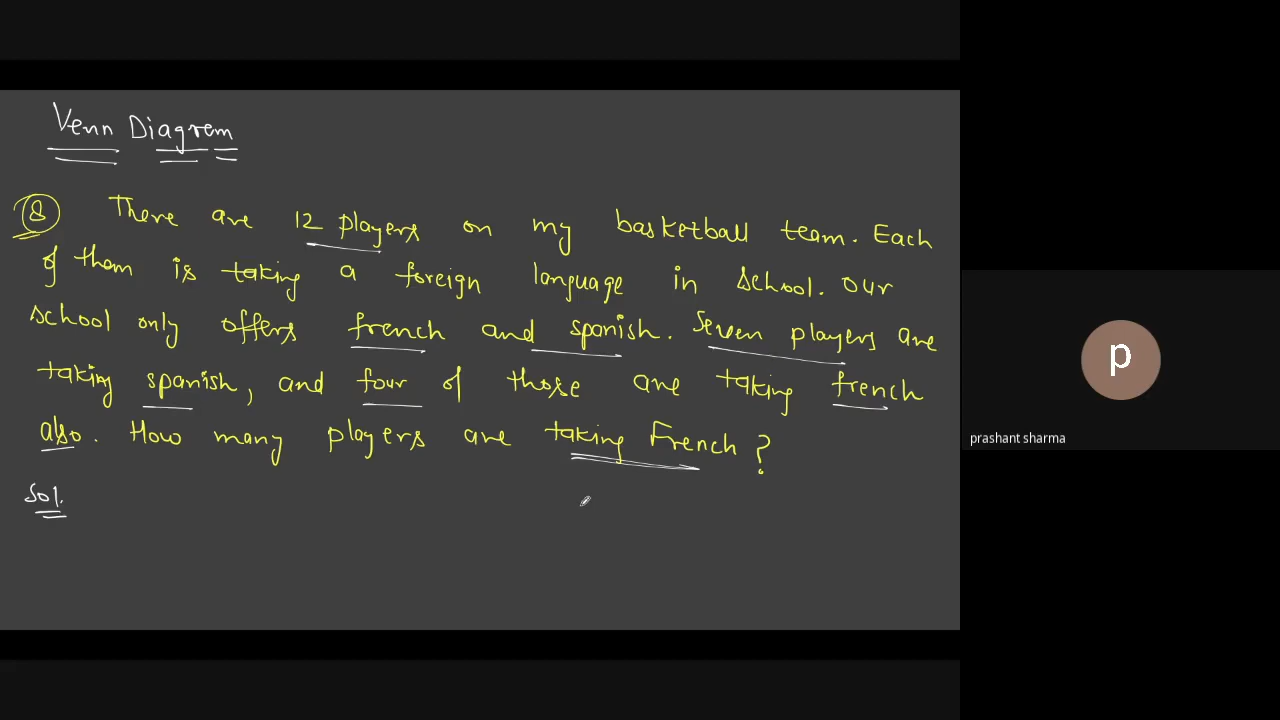 Venn Diagrem
8 There are 12 players on my basketball team. Each
of them is taking a foreign language in school. our
school only offers french and spanish. Seven players are
taking spanish, and four of those are taking french
also. How many players are taking French?
Sol.
p
prashant sharma